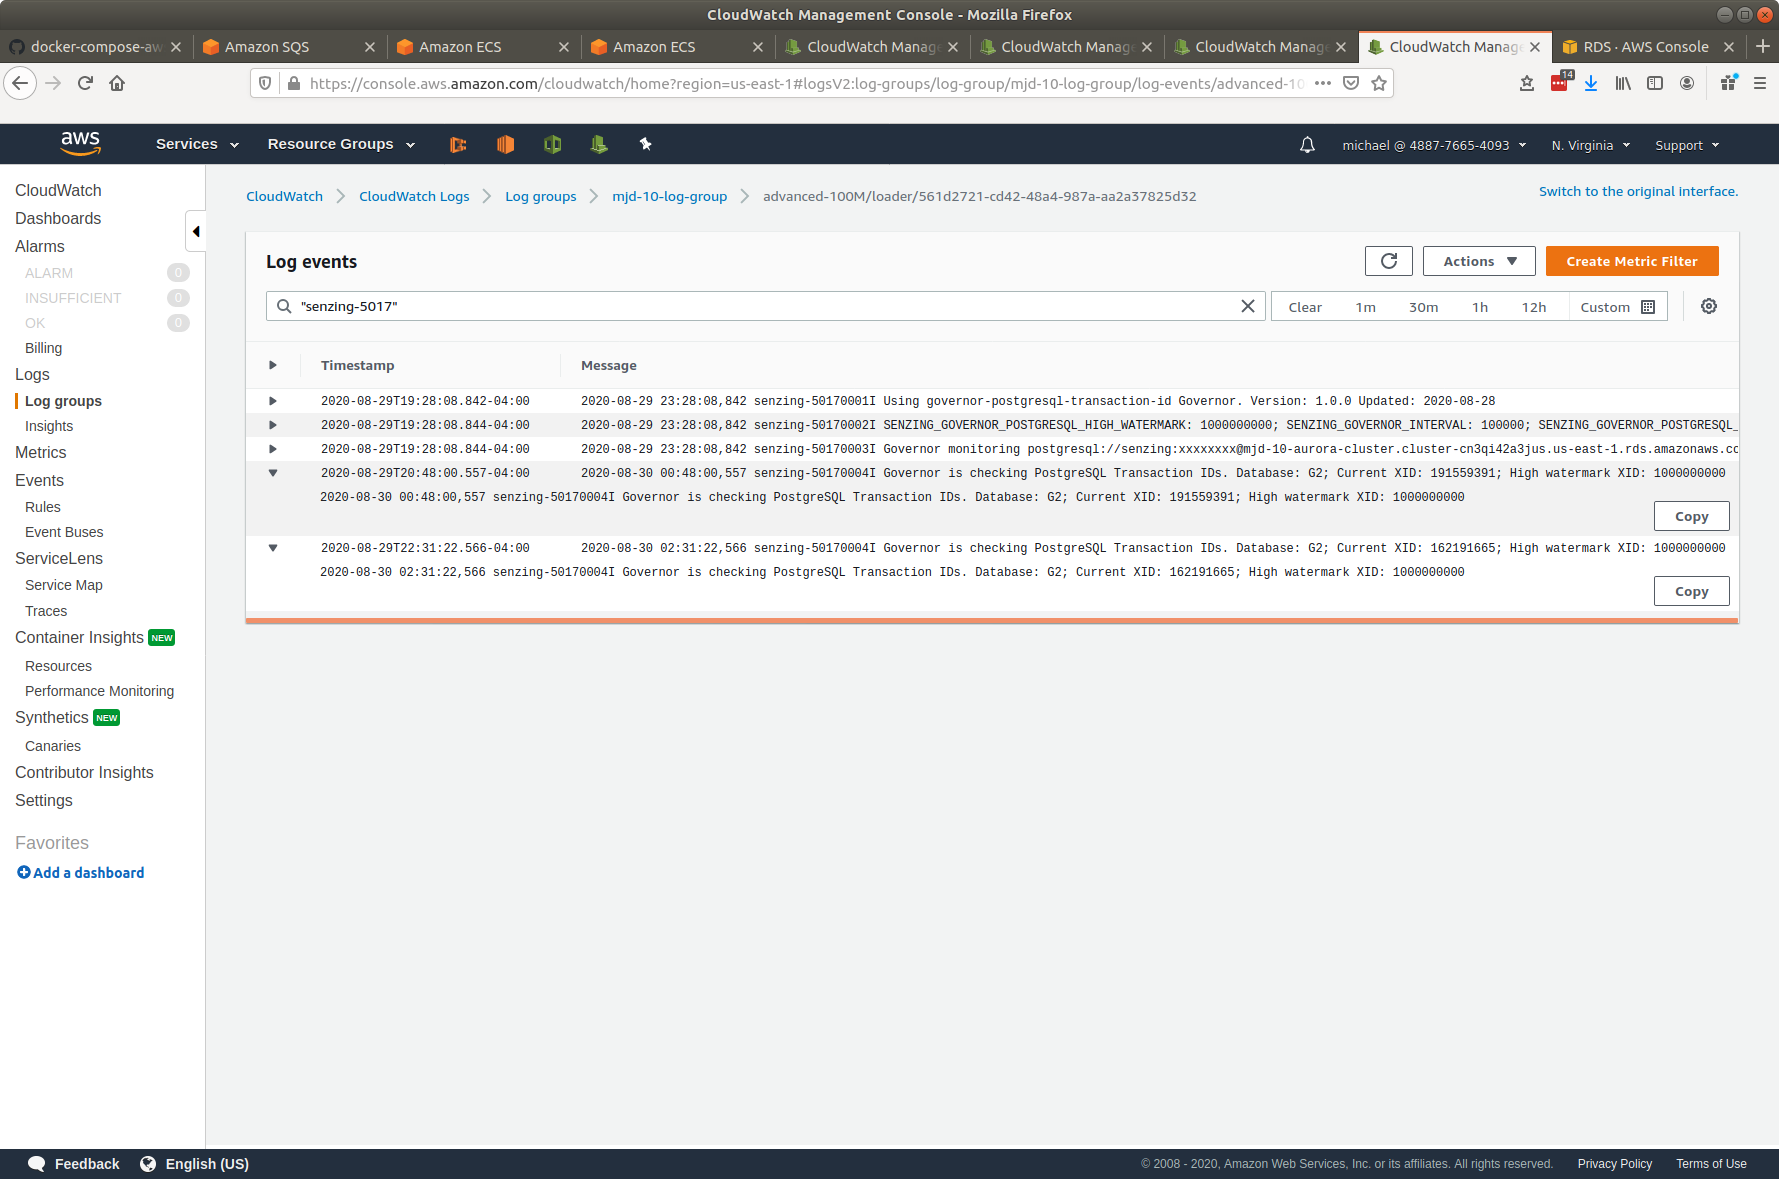 CloudWatch Management Console - Mozilla Firefox
docker-compose-aw
Amazon SQS
Amazon ECS
Amazon ECS
CloudWatch Manag
CloudWatch Manag
CloudWatch Manag
CloudWatch Manag
RDS · AWS Console
https://console.aws.amazon.com/cloudwatch/home?region=us-east-1#logsV2:log-groups/log-group/mjd-10-log-group/log-events/advanced-10
14
aws
Services
Resource Groups
michael @ 4887-7665-4093
N. Virginia
Support
CloudWatch
Dashboards
Alarms
ALARM 0
INSUFFICIENT 0
OK 0
Billing
Logs
Log groups
Insights
Metrics
Events
Rules
Event Buses
ServiceLens
Service Map
Traces
Container Insights NEW
Resources
Performance Monitoring
Synthetics NEW
Canaries
Contributor Insights
Settings
Favorites
Add a dashboard
CloudWatch
CloudWatch Logs
Log groups
mjd-10-log-group
advanced-100M/loader/561d2721-cd42-48a4-987a-aa2a37825d32
Switch to the original interface.
Log events
Actions
Create Metric Filter
"senzing-5017"
Clear
1m
30m
1h
12h
Custom
Timestamp
Message
2020-08-29T19:28:08.842-04:00 2020-08-29 23:28:08,842 senzing-50170001I Using governor-postgresql-transaction-id Governor. Version: 1.0.0 Updated: 2020-08-28
2020-08-29T19:28:08.844-04:00 2020-08-29 23:28:08,842 senzing-50170002I SENZING_GOVERNOR_POSTGRESQL_HIGH_WATERMARK: 1000000000; SENZING_GOVERNOR_INTERVAL: 100000; SENZING_GOVERNOR_POSTGRESQL_
2020-08-29T19:28:08.844-04:00 2020-08-29 23:28:08,842 senzing-50170003I Governor monitoring postgresql://senzing:xxxxxxxx@mjd-10-aurora-cluster.cluster-cn3qi42a3jus.us-east-1.rds.amazonaws.co
2020-08-29T20:48:00.557-04:00 2020-08-30 00:48:00,557 senzing-50170004I Governor is checking PostgreSQL Transaction IDs. Database: G2; Current XID: 191559391; High watermark XID: 1000000000
2020-08-30 00:48:00,557 senzing-50170004I Governor is checking PostgreSQL Transaction IDs. Database: G2; Current XID: 191559391; High watermark XID: 1000000000
Copy
2020-08-29T22:31:22.566-04:00 2020-08-30 02:31:22,566 senzing-50170004I Governor is checking PostgreSQL Transaction IDs. Database: G2; Current XID: 162191665; High watermark XID: 1000000000
2020-08-30 02:31:22,566 senzing-50170004I Governor is checking PostgreSQL Transaction IDs. Database: G2; Current XID: 162191665; High watermark XID: 1000000000
Copy
Feedback
English (US)
© 2008 - 2020, Amazon Web Services, Inc. or its affiliates. All rights reserved.
Privacy Policy
Terms of Use